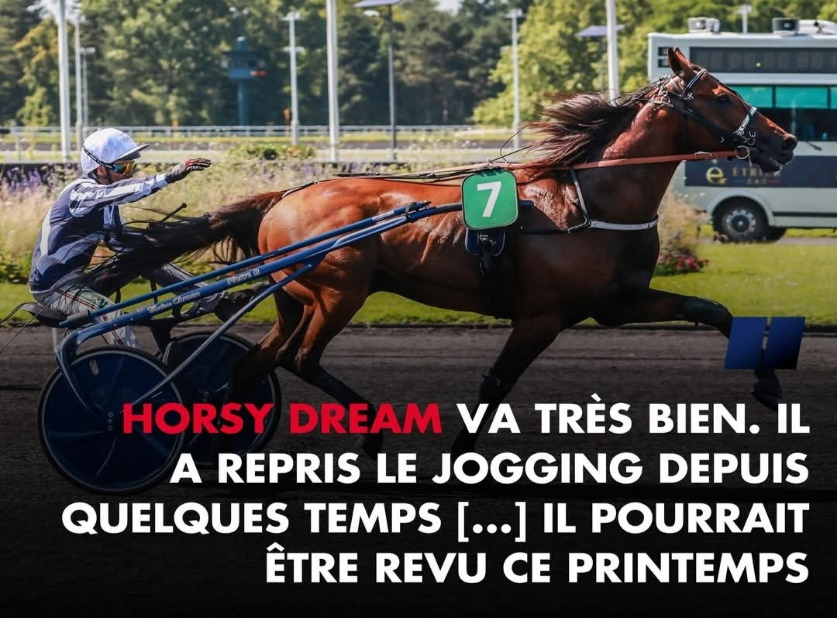 7
HORSY DREAM VA TRÈS BIEN. IL
A REPRIS LE JOGGING DEPUIS
QUELQUES TEMPS [...] IL POURRAIT
ÊTRE REVU CE PRINTEMPS